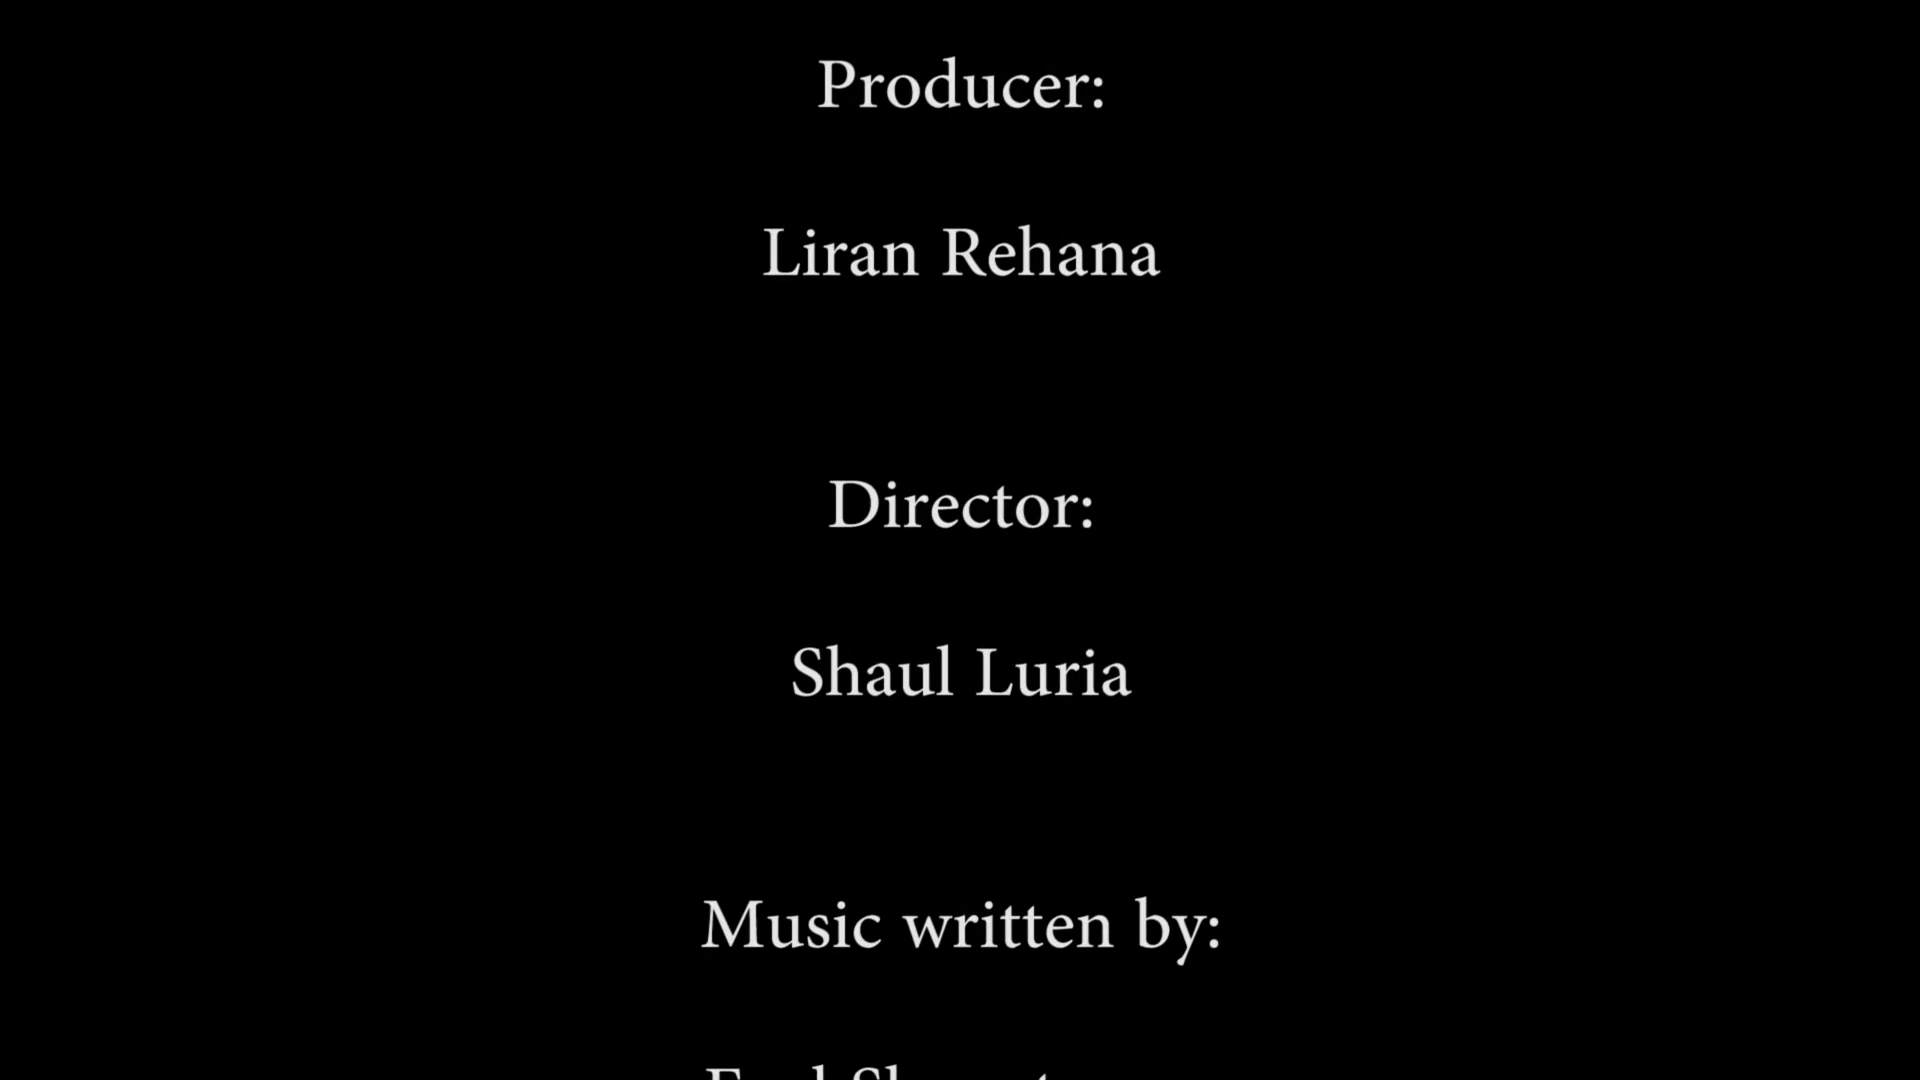 Producer:
Liran Rehana
Director:
Shaul Luria
Music written by: